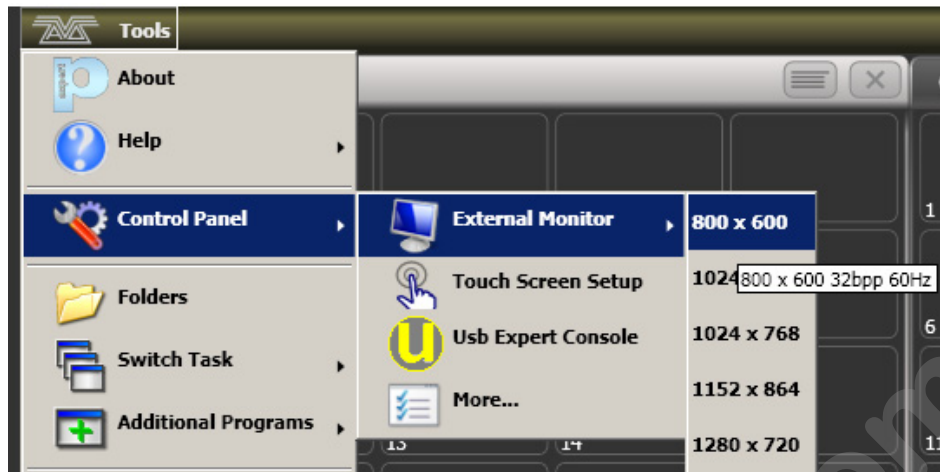 Tools
About
Help
Control Panel
Folders
Switch Task
Additional Programs
External Monitor
Touch Screen Setup
Usb Expert Console
More...
800 x 600
1024
800 x 600 32bpp 60Hz
1024 x 768
1152 x 864
1280 x 720
1
6
13
14